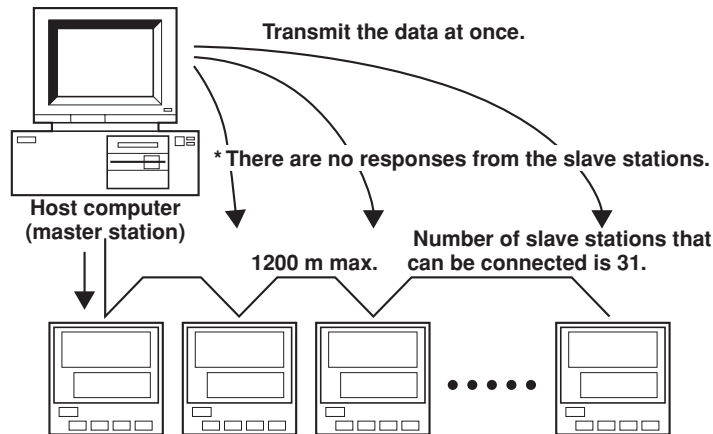 Transmit the data at once.
* There are no responses from the slave stations.
Host computer
(master station)
Number of slave stations that
1200 m max.
can be connected is 31.